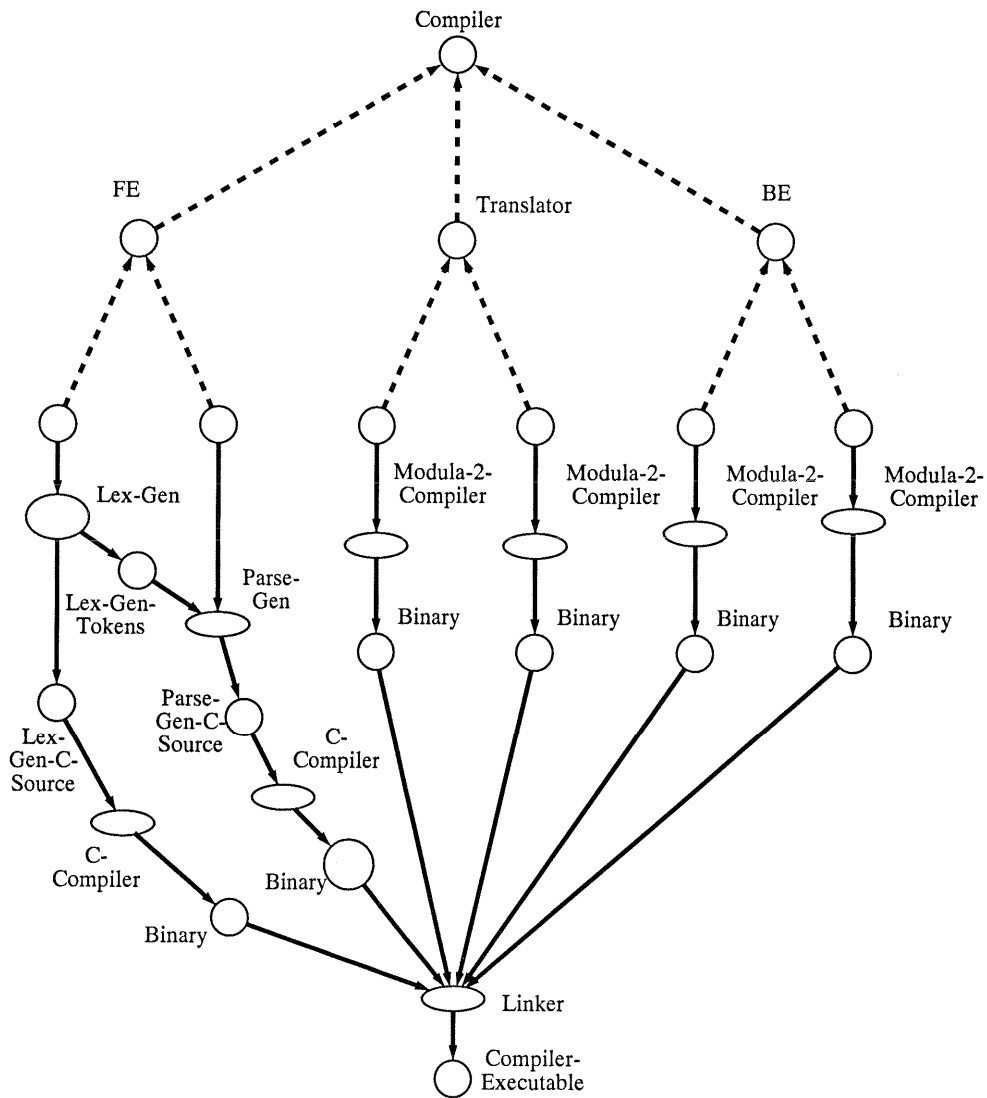 Compiler
FE
Translator
BE
Lex-Gen
Modula-2-
Compiler
Modula-2-
Compiler
Modula-2-
Compiler
Modula-2-
Compiler
Lex-Gen-
Tokens
Parse-
Gen
Binary
Binary
Binary
Binary
Parse-
Gen-C-
Source
Lex-
Gen-C-
Source
C-
Compiler
C-
Compiler
Binary
Binary
Linker
Compiler-
Executable